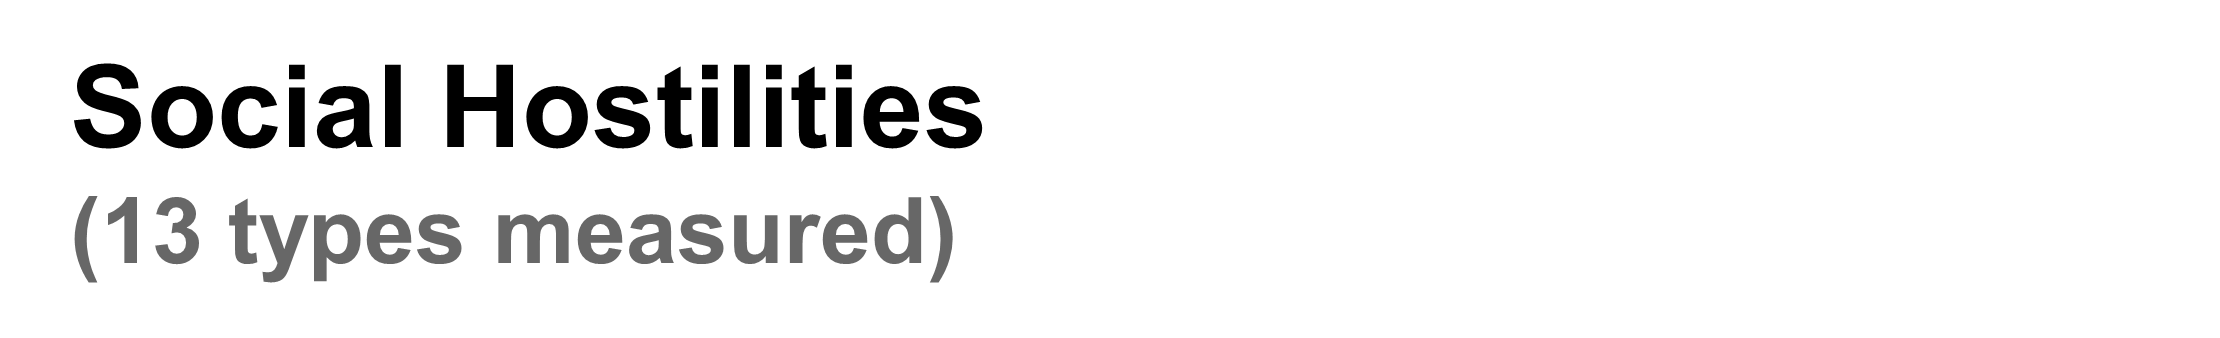 Social Hostilities
(13 types measured)